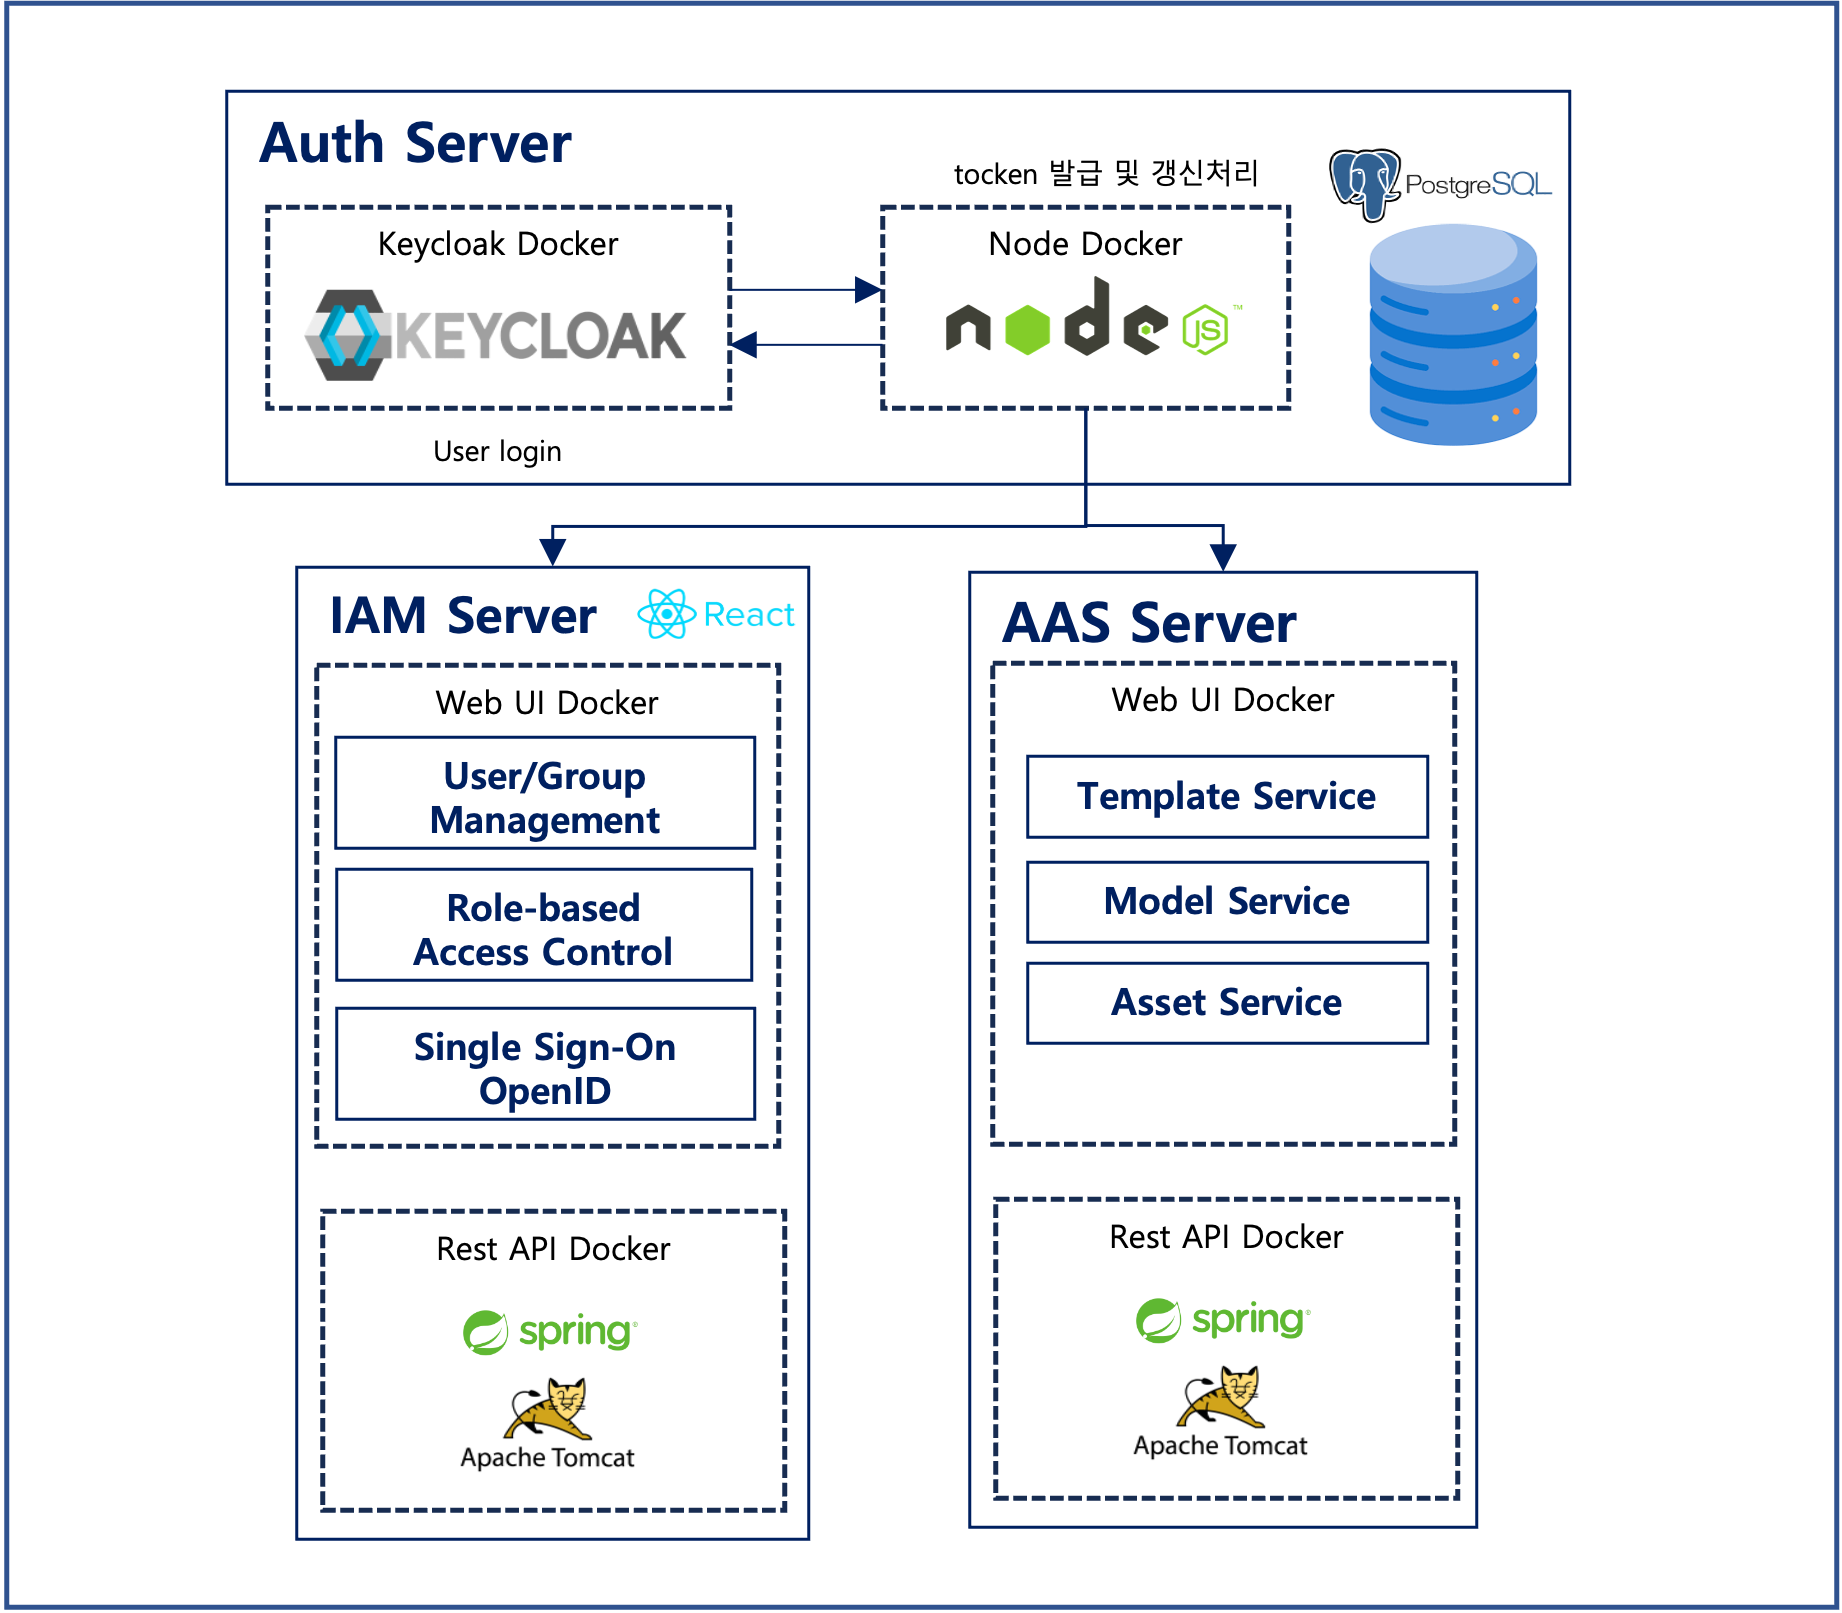 Auth Server
tocken 발급 및 갱신처리
PostgreSQL
Keycloak Docker
KEYCLOAK
Node Docker
node JS ™
User login
IAM Server
React
Web UI Docker
User/Group
Management
Role-based
Access Control
Single Sign-On
OpenID
Rest API Docker
spring®
Apache Tomcat
AAS Server
Web UI Docker
Template Service
Model Service
Asset Service
Rest API Docker
spring®
Apache Tomcat